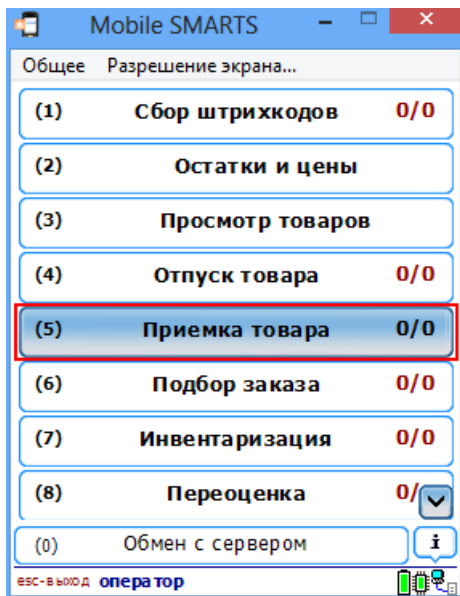 Mobile SMARTS
Общее Разрешение экрана...
(1) Сбор штрихкодов 0/0
(2) Остатки и цены
(3) Просмотр товаров
(4) Отпуск товара 0/0
(5) Приемка товара 0/0
(6) Подбор заказа 0/0
(7) Инвентаризация 0/0
(8) Переоценка 0/
(0) Обмен с сервером i
esc-выход оператор